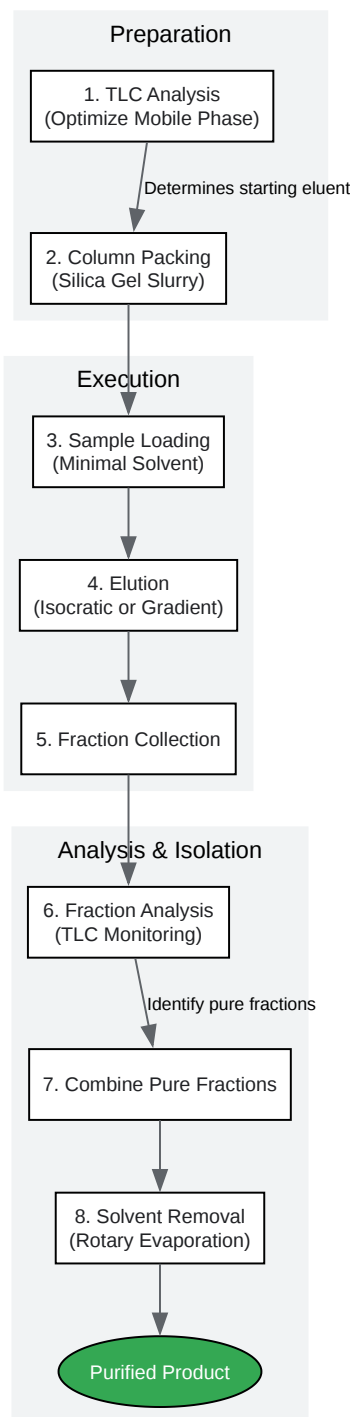 Preparation
1. TLC Analysis
(Optimize Mobile Phase)
Determines starting eluent
2. Column Packing
(Silica Gel Slurry)
Execution
3. Sample Loading
(Minimal Solvent)
4. Elution
(Isocratic or Gradient)
5. Fraction Collection
Analysis & Isolation
6. Fraction Analysis
(TLC Monitoring)
Identify pure fractions
7. Combine Pure Fractions
8. Solvent Removal
(Rotary Evaporation)
Purified Product